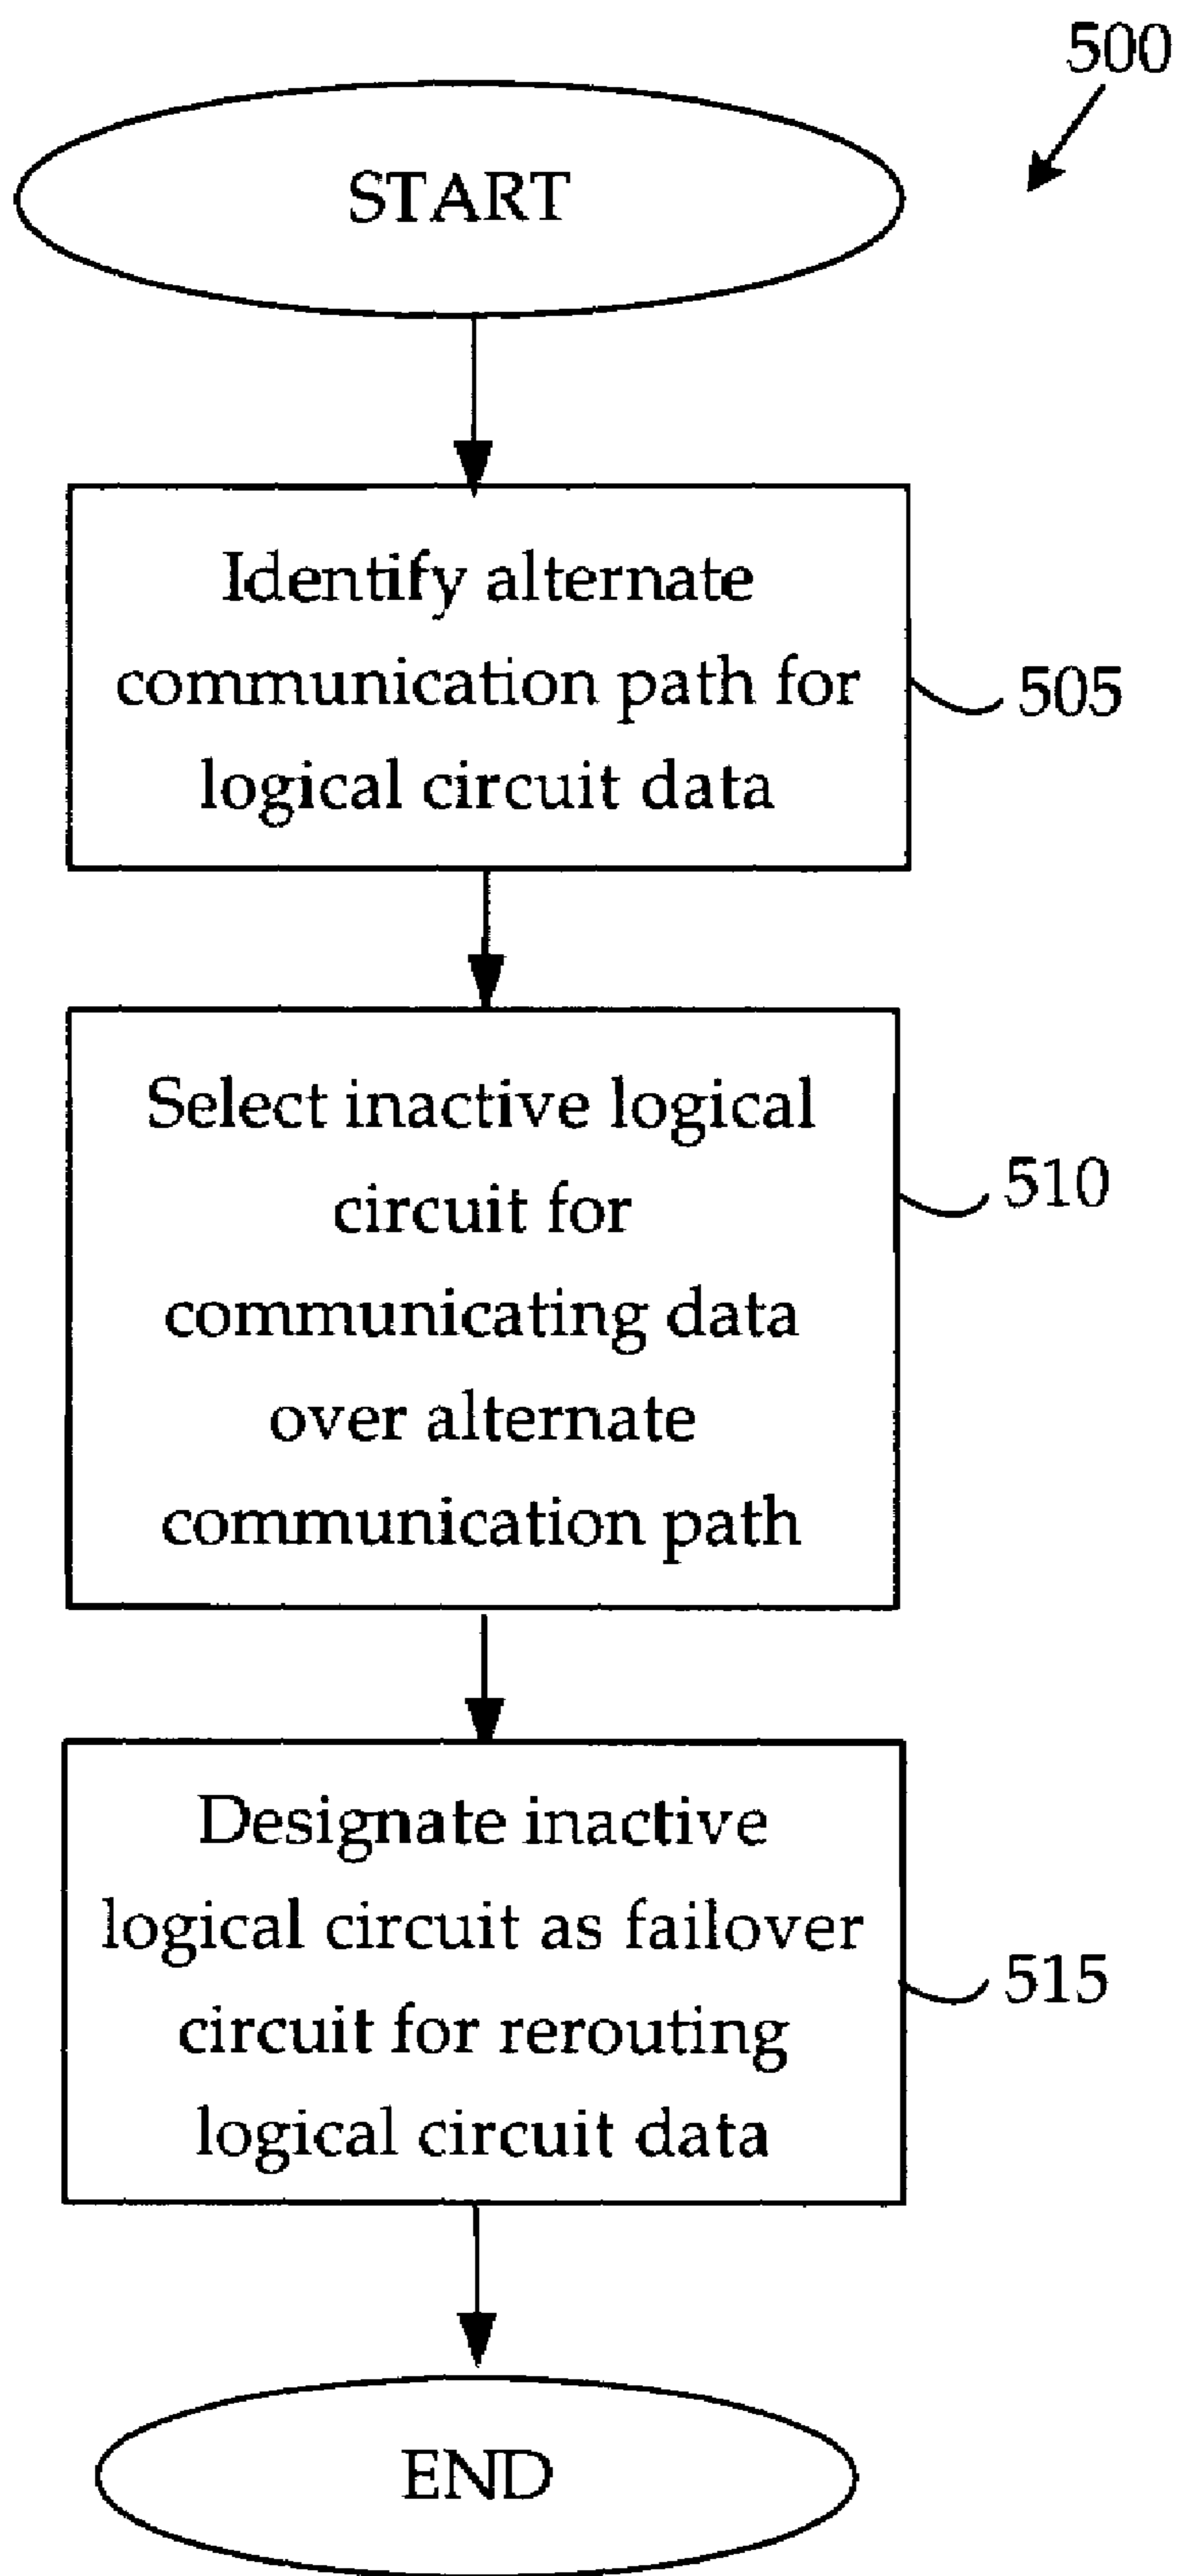 500
START
Identify alternate
communication path for
logical circuit data
505
Select inactive logical
circuit for
communicating data
over alternate
communication path
510
Designate inactive
logical circuit as failover
circuit for rerouting
logical circuit data
515
END